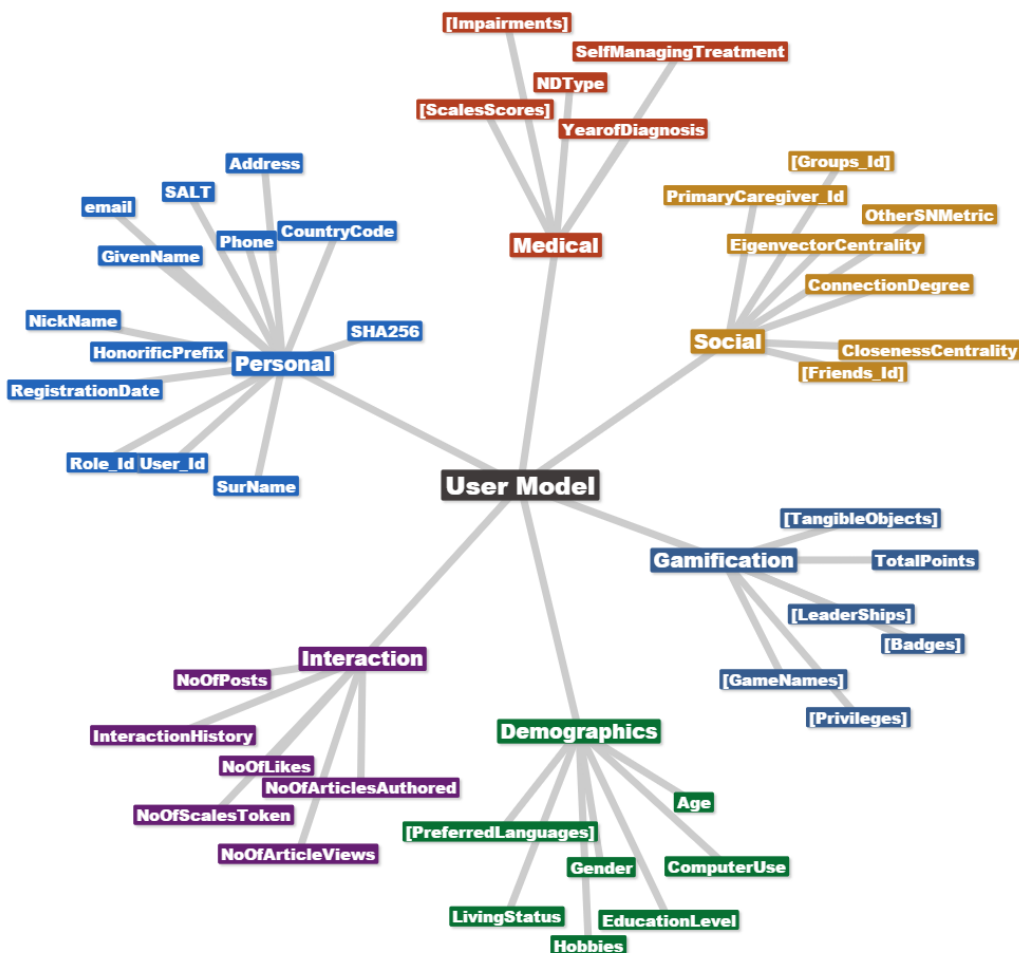 [Impairments]
SelfManagingTreatment
NDType
[ScalesScores]
YearofDiagnosis
Medical
[Groups_Id]
PrimaryCaregiver_Id
OtherSNMetric
EigenvectorCentrality
ConnectionDegree
Social
ClosenessCentrality
[Friends_Id]
Address
SALT
email
Phone
CountryCode
GivenName
NickName
SHA256
HonorificPrefix
Personal
RegistrationDate
Role_Id
User_Id
SurName
User Model
[TangibleObjects]
Gamification
TotalPoints
[LeaderShips]
[Badges]
[GameNames]
[Privileges]
Interaction
NoOfPosts
InteractionHistory
NoOfLikes
NoOfArticlesAuthored
NoOfScalesToken
NoOfArticleViews
Demographics
Age
[PreferredLanguages]
Gender
ComputerUse
LivingStatus
EducationLevel
Hobbies